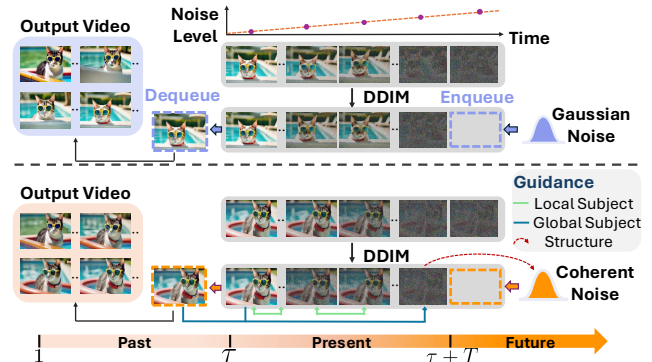 Noise
Level
Time
Output Video
DDIM
Dequeue
Enqueue
Gaussian
Noise
Output Video
Guidance
Local Subject
Global Subject
Structure
DDIM
Coherent
Noise
Past
Present
Future
1
τ
τ + T